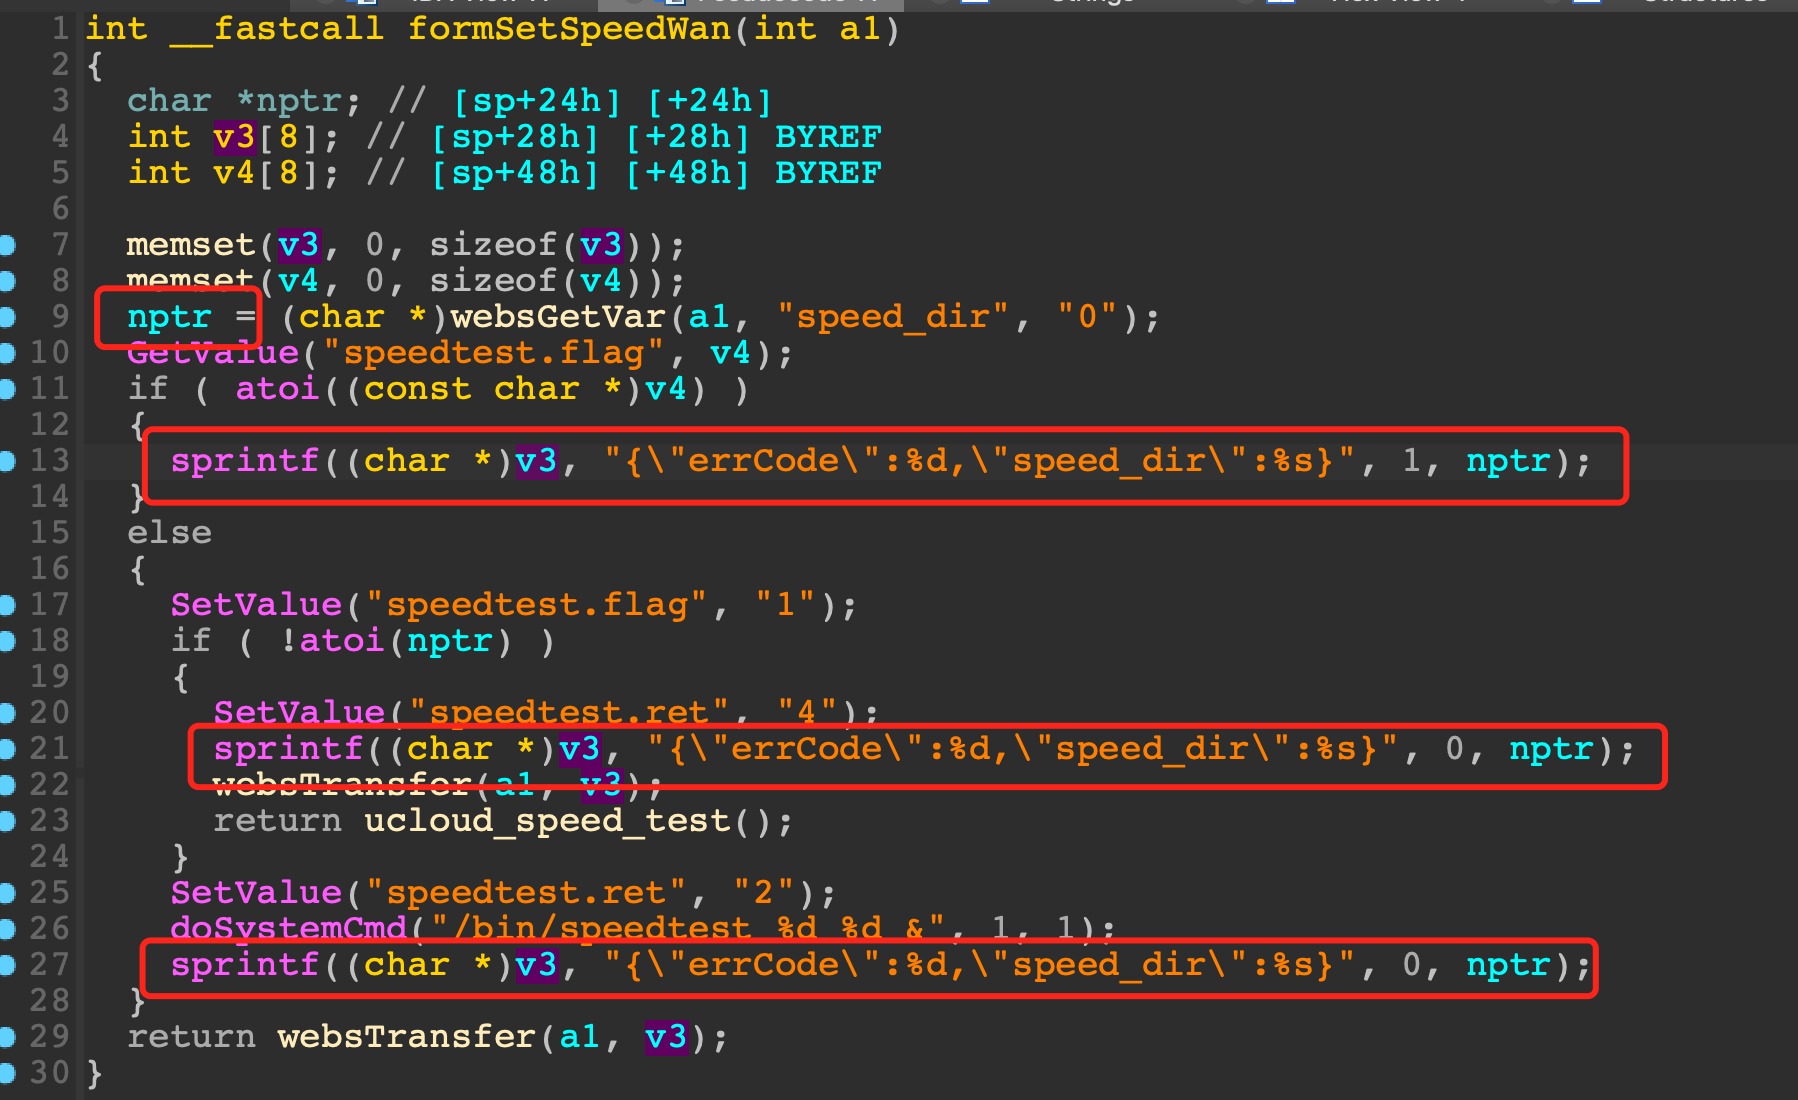 1 int __fastcall formSetSpeedWan(int a1)
2 {
3 char *nptr; // [sp+24h] [+24h]
4 int v3[8]; // [sp+28h] [+28h] BYREF
5 int v4[8]; // [sp+48h] [+48h] BYREF
6
7 memset(v3, 0, sizeof(v3));
8 memset(v4, 0, sizeof(v4));
9 nptr = (char *)websGetVar(a1, "speed_dir", "0");
10 GetValue("speedtest.flag", v4);
11 if ( atoi((const char *)v4) )
12 {
13 sprintf((char *)v3, "{\"errCode\":%d,\"speed_dir\":%s}", 1, nptr);
14 }
15 else
16 {
17 SetValue("speedtest.flag", "1");
18 if ( !atoi(nptr) )
19 {
20 SetValue("speedtest.ret", "4");
21 sprintf((char *)v3, "{\"errCode\":%d,\"speed_dir\":%s}", 0, nptr);
22 websTransfer(a1, v3);
23 return ucloud_speed_test();
24 }
25 SetValue("speedtest.ret", "2");
26 doSystemCmd("/bin/speedtest %d %d &", 1, 1);
27 sprintf((char *)v3, "{\"errCode\":%d,\"speed_dir\":%s}", 0, nptr);
28 }
29 return websTransfer(a1, v3);
30 }